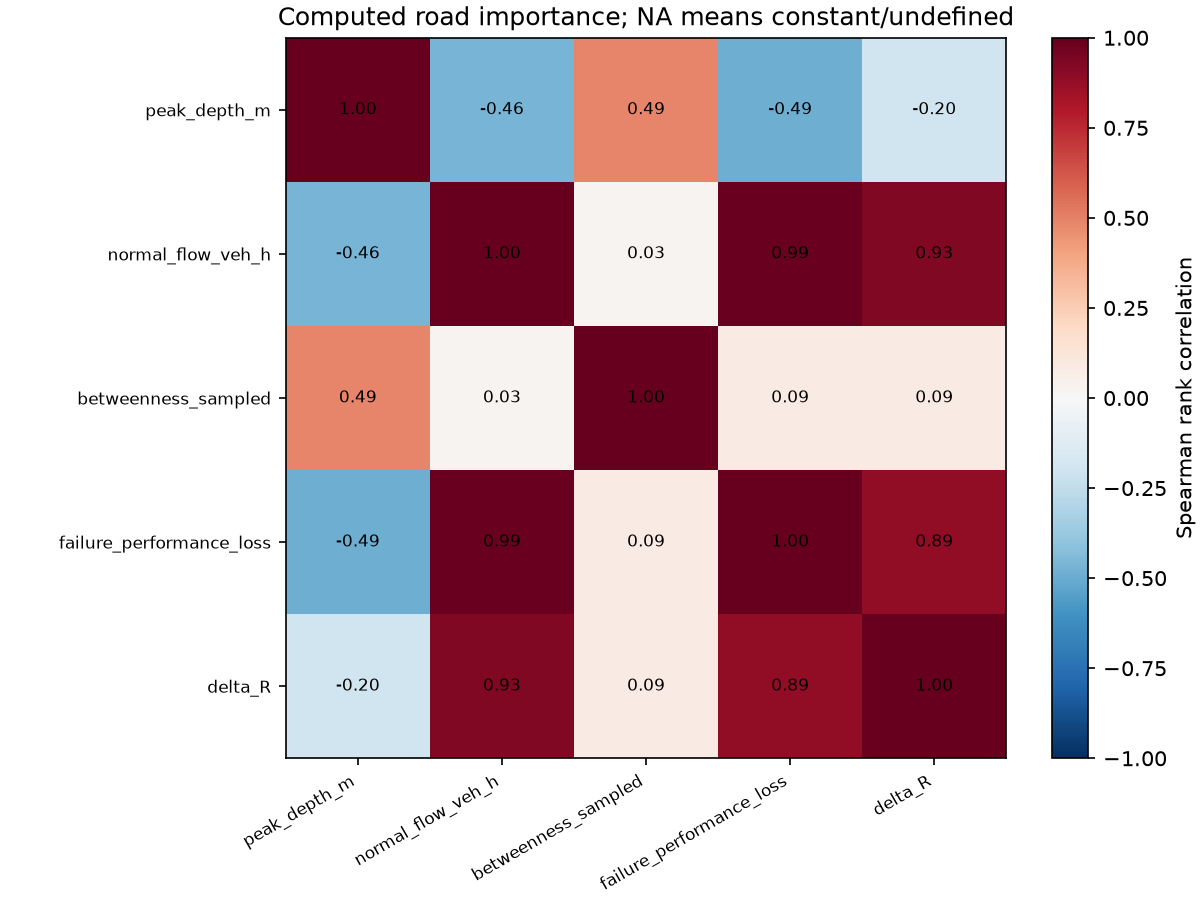 Computed road importance; NA means constant/undefined
peak_depth_m
1.00 -0.46 0.49 -0.49 -0.20
normal_flow_veh_h
-0.46 1.00 0.03 0.99 0.93
betweenness_sampled
0.49 0.03 1.00 0.09 0.09
failure_performance_loss
-0.49 0.99 0.09 1.00 0.89
delta_R
-0.20 0.93 0.09 0.89 1.00
peak_depth_m
normal_flow_veh_h
betweenness_sampled
failure_performance_loss
delta_R
1.00
0.75
0.50
0.25
0.00
−0.25
−0.50
−0.75
−1.00
Spearman rank correlation